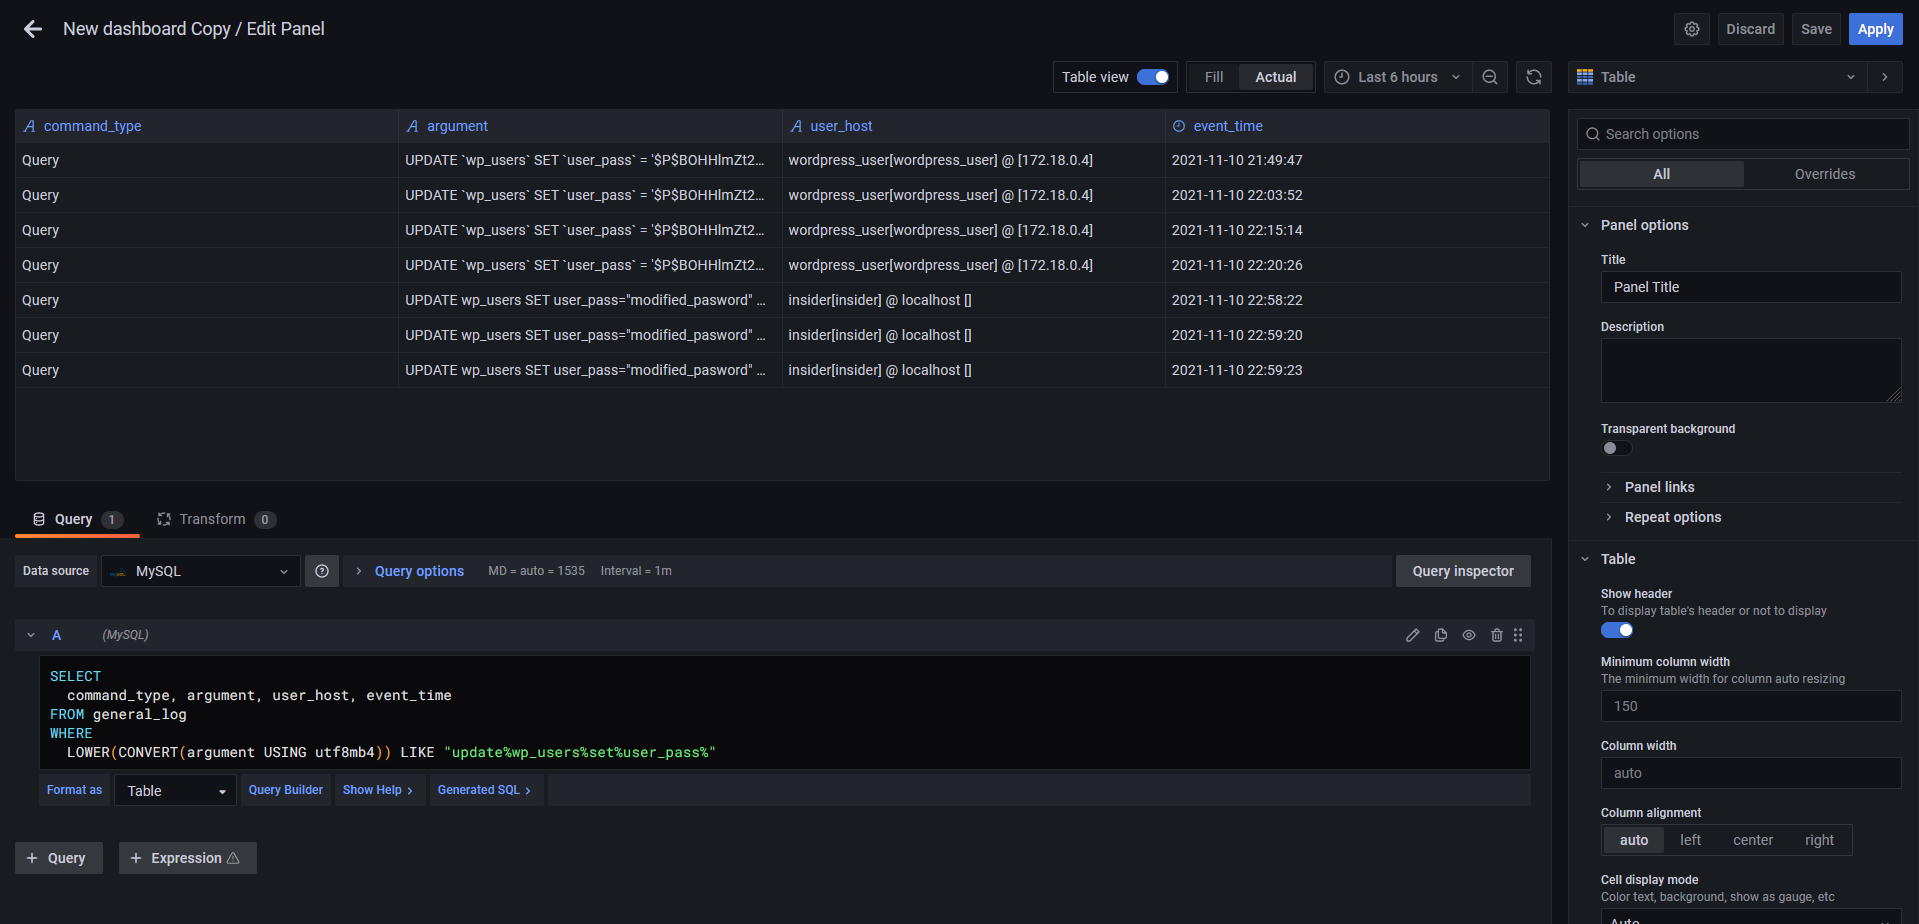 New dashboard Copy / Edit Panel
Discard
Save
Apply
Table view
Fill
Actual
Last 6 hours
Table
command_type
argument
user_host
event_time
Query
UPDATE `wp_users` SET `user_pass` = '$P$BOHHlmZt2...
wordpress_user[wordpress_user] @ [172.18.0.4]
2021-11-10 21:49:47
Query
UPDATE `wp_users` SET `user_pass` = '$P$BOHHlmZt2...
wordpress_user[wordpress_user] @ [172.18.0.4]
2021-11-10 22:03:52
Query
UPDATE `wp_users` SET `user_pass` = '$P$BOHHlmZt2...
wordpress_user[wordpress_user] @ [172.18.0.4]
2021-11-10 22:15:14
Query
UPDATE `wp_users` SET `user_pass` = '$P$BOHHlmZt2...
wordpress_user[wordpress_user] @ [172.18.0.4]
2021-11-10 22:20:26
Query
UPDATE wp_users SET user_pass="modified_pasword" ...
insider[insider] @ localhost []
2021-11-10 22:58:22
Query
UPDATE wp_users SET user_pass="modified_pasword" ...
insider[insider] @ localhost []
2021-11-10 22:59:20
Query
UPDATE wp_users SET user_pass="modified_pasword" ...
insider[insider] @ localhost []
2021-11-10 22:59:23
Query 1
Transform 0
Data source
MySQL
Query options
MD = auto = 1535
Interval = 1m
Query inspector
A
(MySQL)
SELECT
command_type, argument, user_host, event_time
FROM general_log
WHERE
LOWER(CONVERT(argument USING utf8mb4)) LIKE "update%wp_users%set%user_pass%"
Format as
Table
Query Builder
Show Help >
Generated SQL >
+ Query
+ Expression
Search options
All
Overrides
Panel options
Title
Panel Title
Description
Transparent background
Panel links
Repeat options
Table
Show header
To display table's header or not to display
Minimum column width
The minimum width for column auto resizing
150
Column width
auto
Column alignment
auto
left
center
right
Cell display mode
Color text, background, show as gauge, etc
Auto